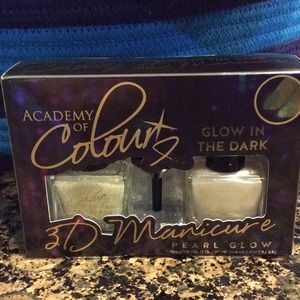 ACADEMY
OF
Colour
GLOW IN
THE DARK
3D Manicure
PEARL GLOW